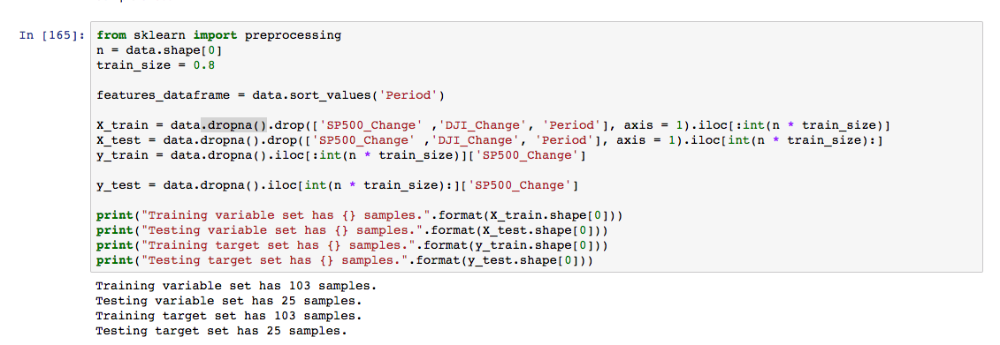 In [165]: from sklearn import preprocessing
n = data.shape[0]
train_size = 0.8
features_dataframe = data.sort_values('Period')
X_train = data.dropna().drop(['SP500_Change' ,'DJI_Change', 'Period'], axis = 1).iloc[:int(n * train_size)]
X_test = data.dropna().drop(['SP500_Change' ,'DJI_Change', 'Period'], axis = 1).iloc[int(n * train_size):]
y_train = data.dropna().iloc[:int(n * train_size)]['SP500_Change']
y_test = data.dropna().iloc[int(n * train_size):]['SP500_Change']
print("Training variable set has {} samples.".format(X_train.shape[0]))
print("Testing variable set has {} samples.".format(X_test.shape[0]))
print("Training target set has {} samples.".format(y_train.shape[0]))
print("Testing target set has {} samples.".format(y_test.shape[0]))
Training variable set has 103 samples.
Testing variable set has 25 samples.
Training target set has 103 samples.
Testing target set has 25 samples.